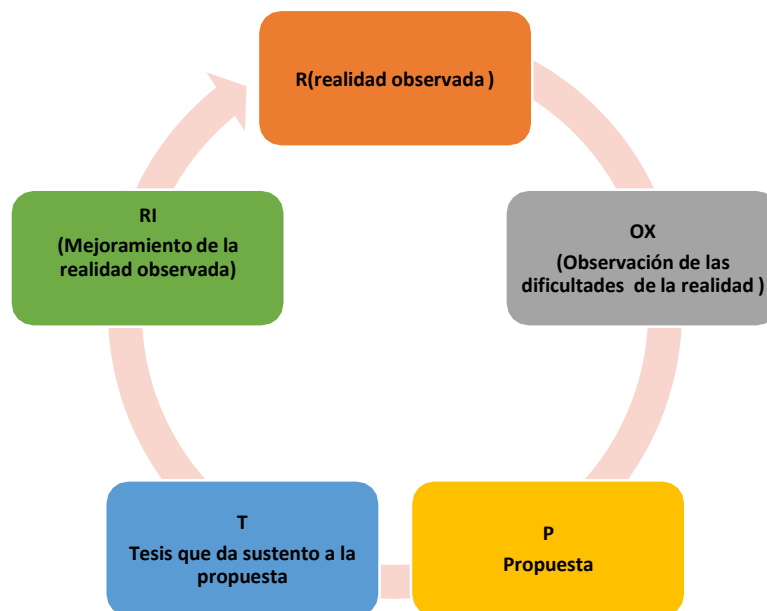 R(realidad observada )
OX
(Observación de las
dificultades de la realidad )
P
Propuesta
T
Tesis que da sustento a la
propuesta
RI
(Mejoramiento de la
realidad observada)